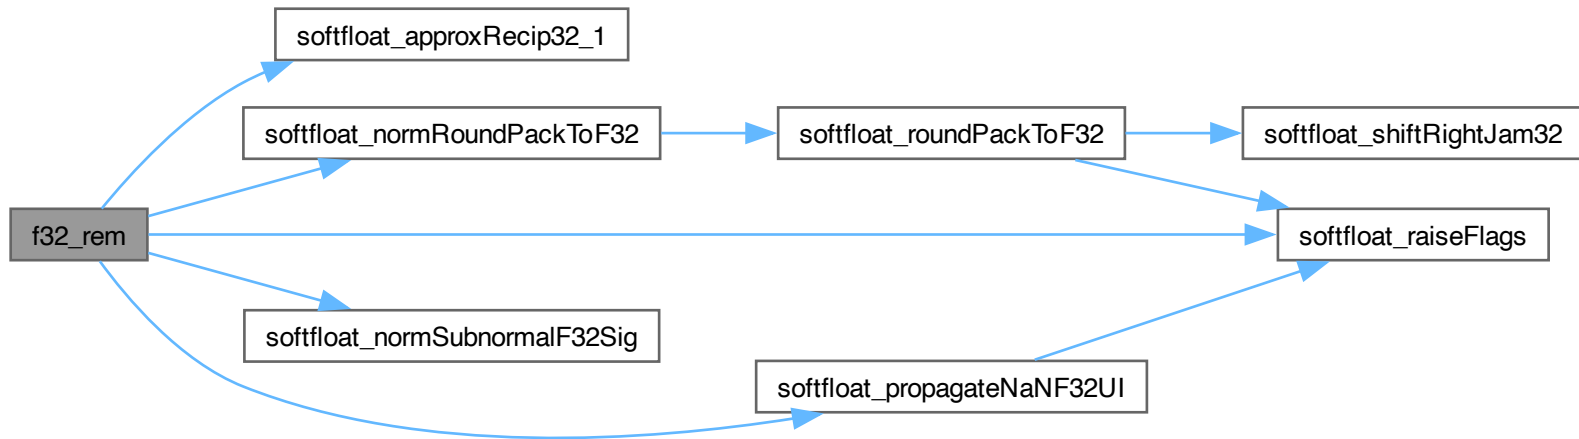 softfloat_approxRecip32_1
softfloat_normRoundPackToF32
softfloat_roundPackToF32
softfloat_shiftRightJam32
f32_rem
softfloat_raiseFlags
softfloat_normSubnormalF32Sig
softfloat_propagateNaNF32UI